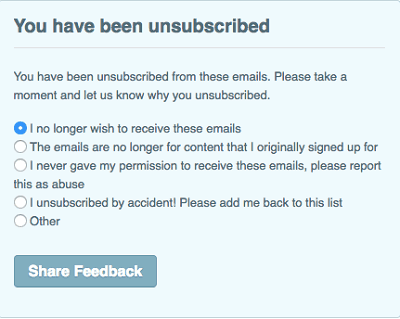 You have been unsubscribed
You have been unsubscribed from these emails. Please take a
moment and let us know why you unsubscribed.
I no longer wish to receive these emails
The emails are no longer for content that I originally signed up for
I never gave my permission to receive these emails, please report
this as abuse
I unsubscribed by accident! Please add me back to this list
Other
Share Feedback